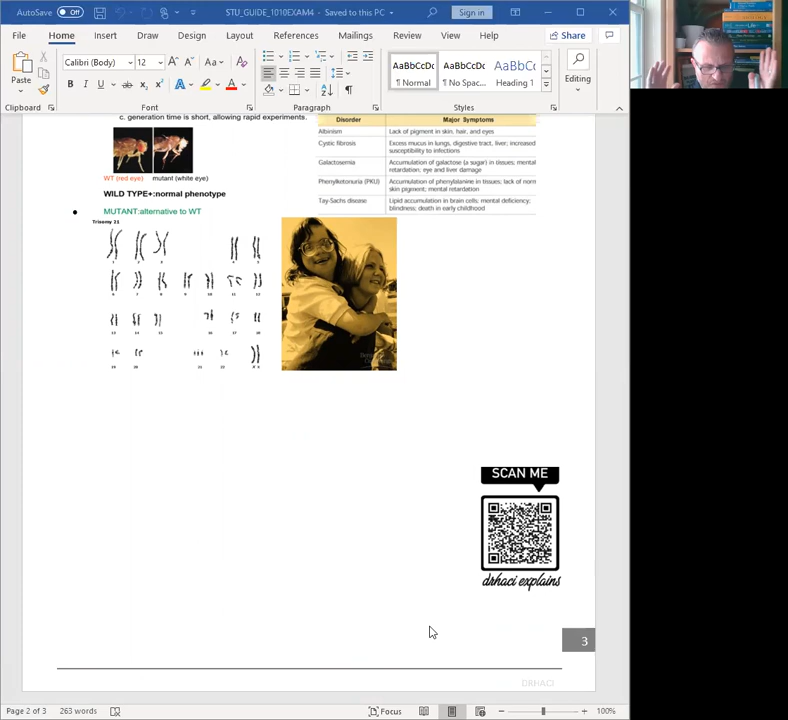 AutoSave Off STU_GUIDE_1010EXAM4 - Saved to this PC Sign in
File Home Insert Draw Design Layout References Mailings Review View Help Share
Calibri (Body) 12
Paste
B I U ab x₂ x² A A
AaBbCcDc AaBbCcDc AaBbCc
¶ Normal ¶ No Spac... Heading 1
Editing
Clipboard Font Paragraph Styles
c. generation time is short, allowing rapid experiments.
WT (red eye) mutant (white eye)
WILD TYPE+:normal phenotype
• MUTANT:alternative to WT
Disorder Major Symptoms
Albinism Lack of pigment in skin, hair, and eyes
Cystic fibrosis Excess mucus in lungs, digestive tract, liver; increased
susceptibility to infections
Galactosemia Accumulation of galactose (a sugar) in tissues; mental
retardation; eye and liver damage
Phenylketonuria (PKU) Accumulation of phenylalanine in tissues; lack of normal
skin pigment; mental retardation
Tay-Sachs disease Lipid accumulation in brain cells; mental deficiency;
blindness; death in early childhood
Trisomy 21
SCAN ME
drhaci explains
3
DRHACI
Page 2 of 3 263 words Focus 100%